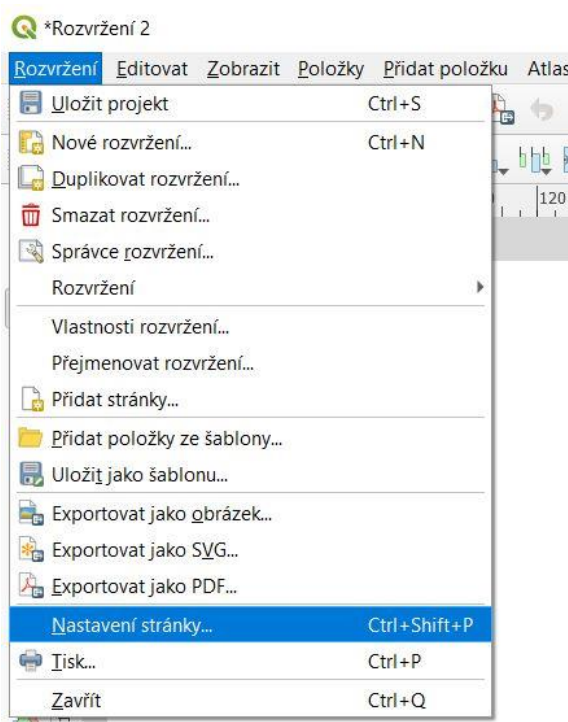 *Rozvržení 2
Rozvržení Editovat Zobrazit Položky Přidat položku Atlas
Uložit projekt Ctrl+S
Nové rozvržení... Ctrl+N
Duplikovat rozvržení...
Smazat rozvržení...
Správce rozvržení...
Rozvržení
Vlastnosti rozvržení...
Přejmenovat rozvržení...
Přidat stránky...
Přidat položky ze šablony...
Uložit jako šablonu...
Exportovat jako obrázek...
Exportovat jako SVG...
Exportovat jako PDF...
Nastavení stránky... Ctrl+Shift+P
Tisk... Ctrl+P
Zavřít Ctrl+Q
120